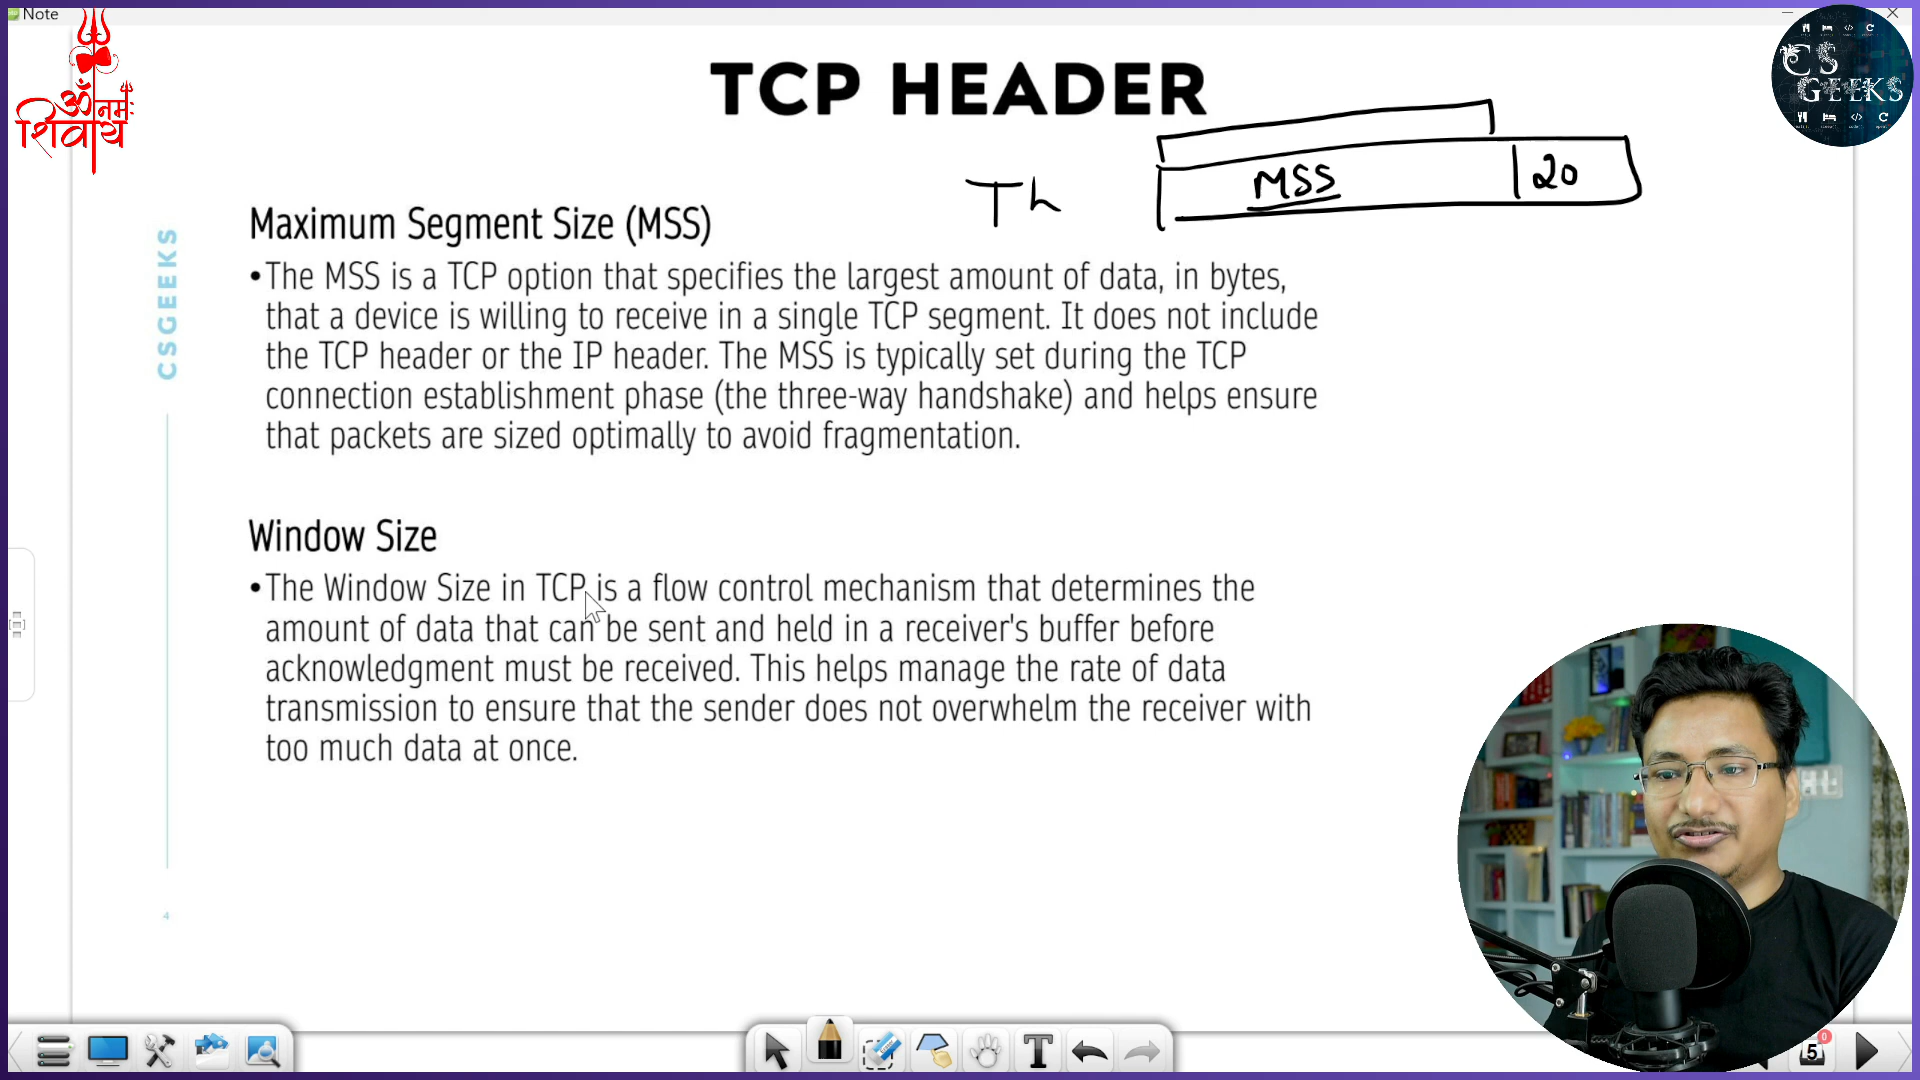 Note
TCP HEADER
ॐ नमः
शिवाय
CS
GEEKS
MSS
20
Th
Maximum Segment Size (MSS)
•The MSS is a TCP option that specifies the largest amount of data, in bytes,
that a device is willing to receive in a single TCP segment. It does not include
the TCP header or the IP header. The MSS is typically set during the TCP
connection establishment phase (the three-way handshake) and helps ensure
that packets are sized optimally to avoid fragmentation.
CSGEEKS
Window Size
•The Window Size in TCP is a flow control mechanism that determines the
amount of data that can be sent and held in a receiver's buffer before
acknowledgment must be received. This helps manage the rate of data
transmission to ensure that the sender does not overwhelm the receiver with
too much data at once.
4
T
5
0